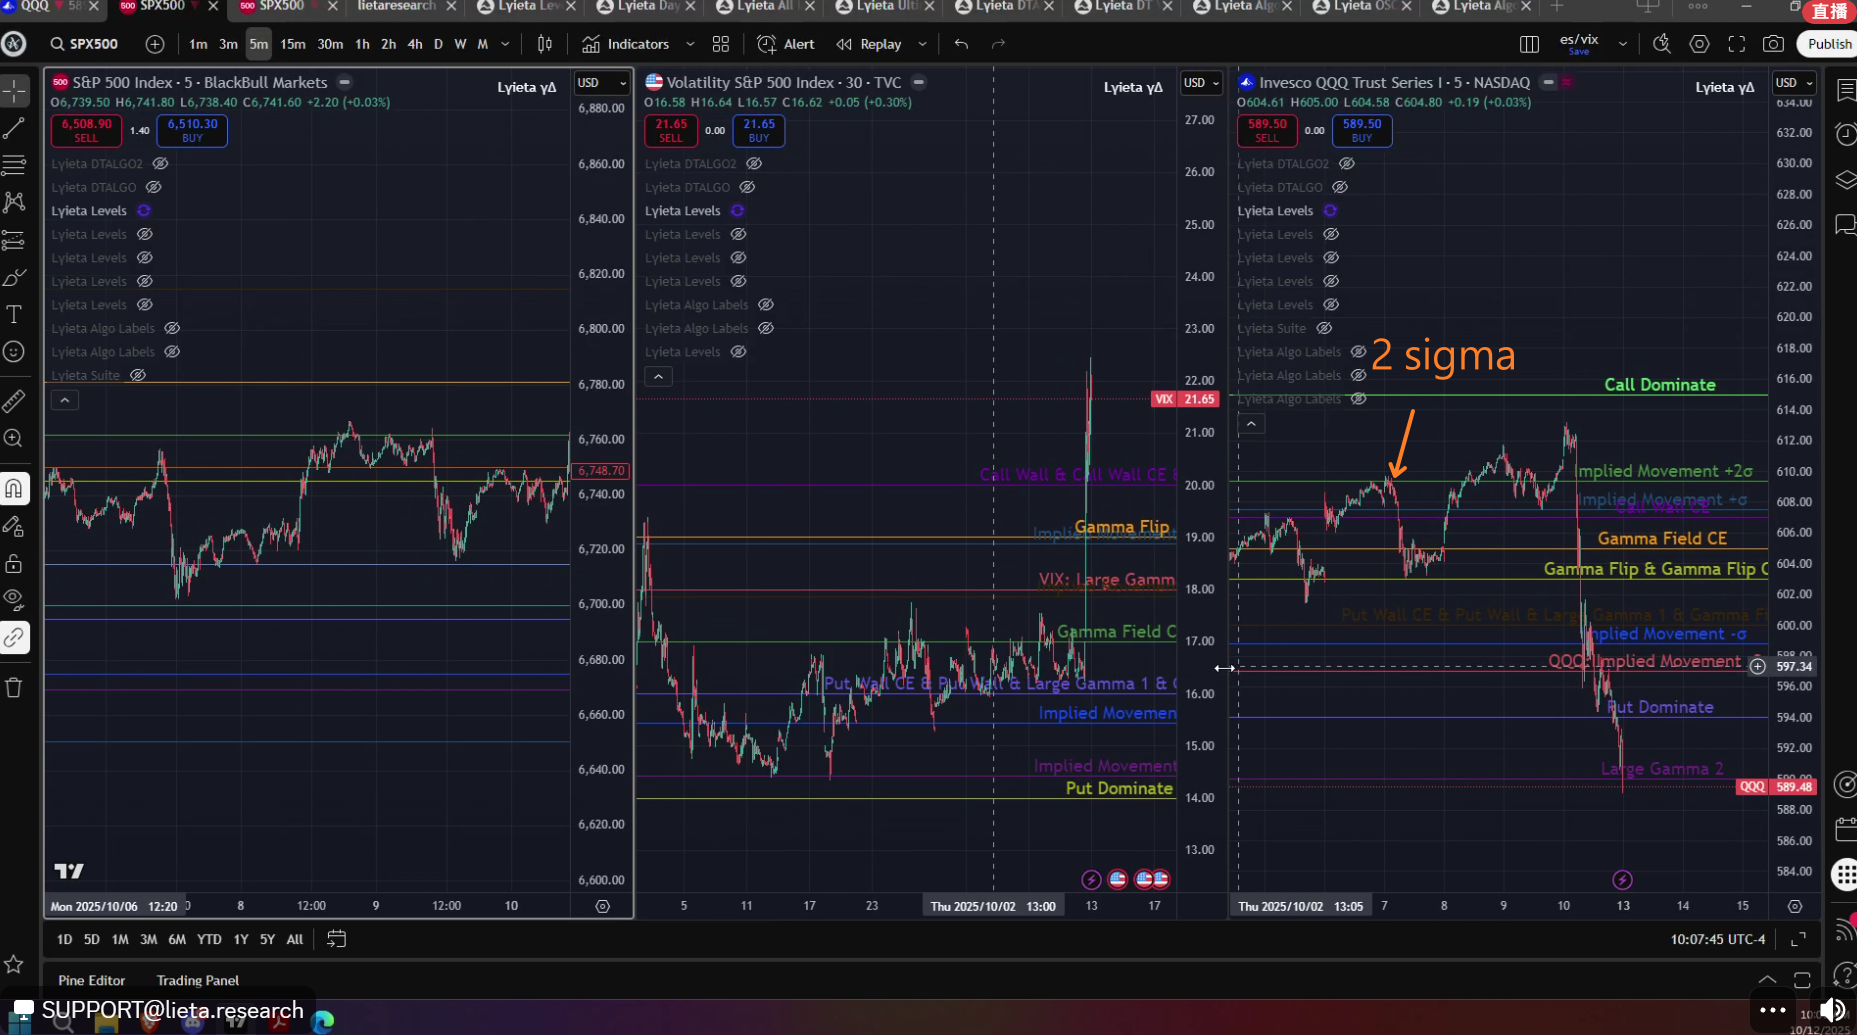 QQQ
SPX500
SPX500
lietaresearch
Lyieta Lev
Lyieta Day
Lyieta All
Lyieta Ulti
Lyieta DTA
Lyieta DT
Lyieta Algo
Lyieta OSC
Lyieta Alg
直播
SPX500
1m 3m 5m 15m 30m 1h 2h 4h D W M
Indicators
Alert
Replay
es/vix
Save
Publish
S&P 500 Index · 5 · BlackBull Markets
O6,739.50 H6,741.80 L6,738.40 C6,741.60 +2.20 (+0.03%)
6,508.90
SELL
1.40
6,510.30
BUY
Lyieta DTALGO2
Lyieta DTALGO
Lyieta Levels
Lyieta Levels
Lyieta Levels
Lyieta Levels
Lyieta Levels
Lyieta Algo Labels
Lyieta Algo Labels
Lyieta Suite
Lyieta γΔ
USD
6,880.00
6,860.00
6,840.00
6,820.00
6,800.00
6,780.00
6,760.00
6,748.70
6,740.00
6,720.00
6,700.00
6,680.00
6,660.00
6,640.00
6,620.00
6,600.00
Mon 2025/10/06 12:20
8 12:00 9 12:00 10
Volatility S&P 500 Index · 30 · TVC
O16.58 H16.64 L16.57 C16.62 +0.05 (+0.30%)
21.65
SELL
0.00
21.65
BUY
Lyieta DTALGO2
Lyieta DTALGO
Lyieta Levels
Lyieta Levels
Lyieta Levels
Lyieta Levels
Lyieta Algo Labels
Lyieta Algo Labels
Lyieta Levels
Lyieta γΔ
USD
27.00
26.00
25.00
24.00
23.00
22.00
VIX 21.65
21.00
20.00
19.00
18.00
17.00
16.00
15.00
14.00
13.00
Call Wall & Call Wall CE &
Gamma Flip
VIX: Large Gamma
Gamma Field C
Put Wall CE & Put Wall & Large Gamma 1 &
Implied Movemen
Implied Movement
Put Dominate
5 11 17 23
Thu 2025/10/02 13:00
13 17
Invesco QQQ Trust Series I · 5 · NASDAQ
O604.61 H605.00 L604.58 C604.80 +0.19 (+0.03%)
589.50
SELL
0.00
589.50
BUY
Lyieta DTALGO2
Lyieta DTALGO
Lyieta Levels
Lyieta Levels
Lyieta Levels
Lyieta Levels
Lyieta Levels
Lyieta Suite
Lyieta Algo Labels
Lyieta Algo Labels
Lyieta Algo Labels
Lyieta γΔ
USD
2 sigma
Call Dominate
Implied Movement +2σ
Implied Movement +σ
Call Wall CE
Gamma Field CE
Gamma Flip & Gamma Flip C
Put Wall CE & Put Wall & Large Gamma 1 & Gamma F
Implied Movement -σ
QQQ: Implied Movement
Put Dominate
Large Gamma 2
634.00
632.00
630.00
628.00
626.00
624.00
622.00
620.00
618.00
616.00
614.00
612.00
610.00
608.00
606.00
604.00
602.00
600.00
598.00
597.34
596.00
594.00
592.00
590.00
QQQ 589.48
588.00
586.00
584.00
Thu 2025/10/02 13:05
7 8 9 10 13 14 15
1D 5D 1M 3M 6M YTD 1Y 5Y All
10:07:45 UTC-4
Pine Editor
Trading Panel
SUPPORT@lieta.research
10/12/2025